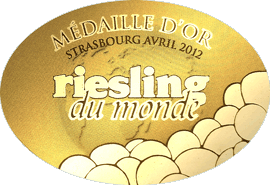 MÉDAILLE D'OR
STRASBOURG AVRIL 2012
riesling
du monde